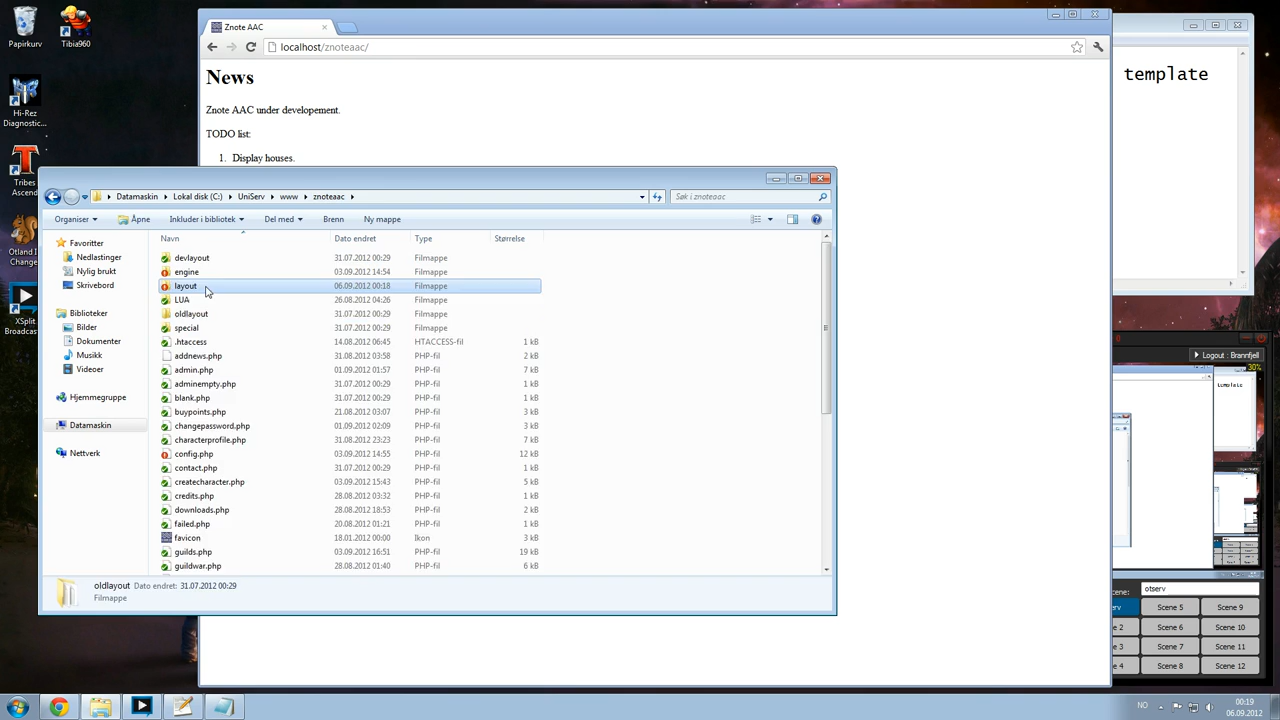 Papirkurv
Tibia960
Hi-Rez
Diagnostic...
Tribes
Ascend
Otland I
Change
XSplit
Broadcas
Znote AAC
localhost/znoteaac/
News
Znote AAC under developement.
TODO list:
1. Display houses.
template
Datamaskin
Lokal disk (C:)
UniServ
www
znoteaac
Søk i znoteaac
Organiser
Åpne
Inkluder i bibliotek
Del med
Brenn
Ny mappe
Favoritter
Nedlastinger
Nylig brukt
Skrivebord
Biblioteker
Bilder
Dokumenter
Musikk
Videoer
Hjemmegruppe
Datamaskin
Nettverk
Navn Dato endret Type Størrelse
devlayout 31.07.2012 00:29 Filmappe
engine 03.09.2012 14:54 Filmappe
layout 06.09.2012 00:18 Filmappe
LUA 26.08.2012 04:26 Filmappe
oldlayout 31.07.2012 00:29 Filmappe
special 31.07.2012 00:29 Filmappe
.htaccess 14.08.2012 06:45 HTACCESS-fil 1 kB
addnews.php 31.08.2012 03:58 PHP-fil 2 kB
admin.php 01.09.2012 01:57 PHP-fil 7 kB
adminempty.php 31.07.2012 00:29 PHP-fil 1 kB
blank.php 31.07.2012 00:29 PHP-fil 1 kB
buypoints.php 21.08.2012 03:07 PHP-fil 3 kB
changepassword.php 01.09.2012 02:09 PHP-fil 3 kB
characterprofile.php 31.08.2012 23:23 PHP-fil 7 kB
config.php 03.09.2012 14:55 PHP-fil 12 kB
contact.php 31.07.2012 00:29 PHP-fil 1 kB
createcharacter.php 03.09.2012 15:43 PHP-fil 5 kB
credits.php 28.08.2012 03:32 PHP-fil 1 kB
downloads.php 28.08.2012 18:53 PHP-fil 2 kB
failed.php 20.08.2012 01:21 PHP-fil 1 kB
favicon 18.01.2012 00:00 Ikon 3 kB
guilds.php 03.09.2012 16:51 PHP-fil 19 kB
guildwar.php 28.08.2012 01:40 PHP-fil 6 kB
oldlayout Dato endret: 31.07.2012 00:29
Filmappe
Logout : Brannfjell
30%
template
cene: otserv
rv Scene 5 Scene 9
e 2 Scene 6 Scene 10
e 3 Scene 7 Scene 11
e 4 Scene 8 Scene 12
NO
00:19
06.09.2012